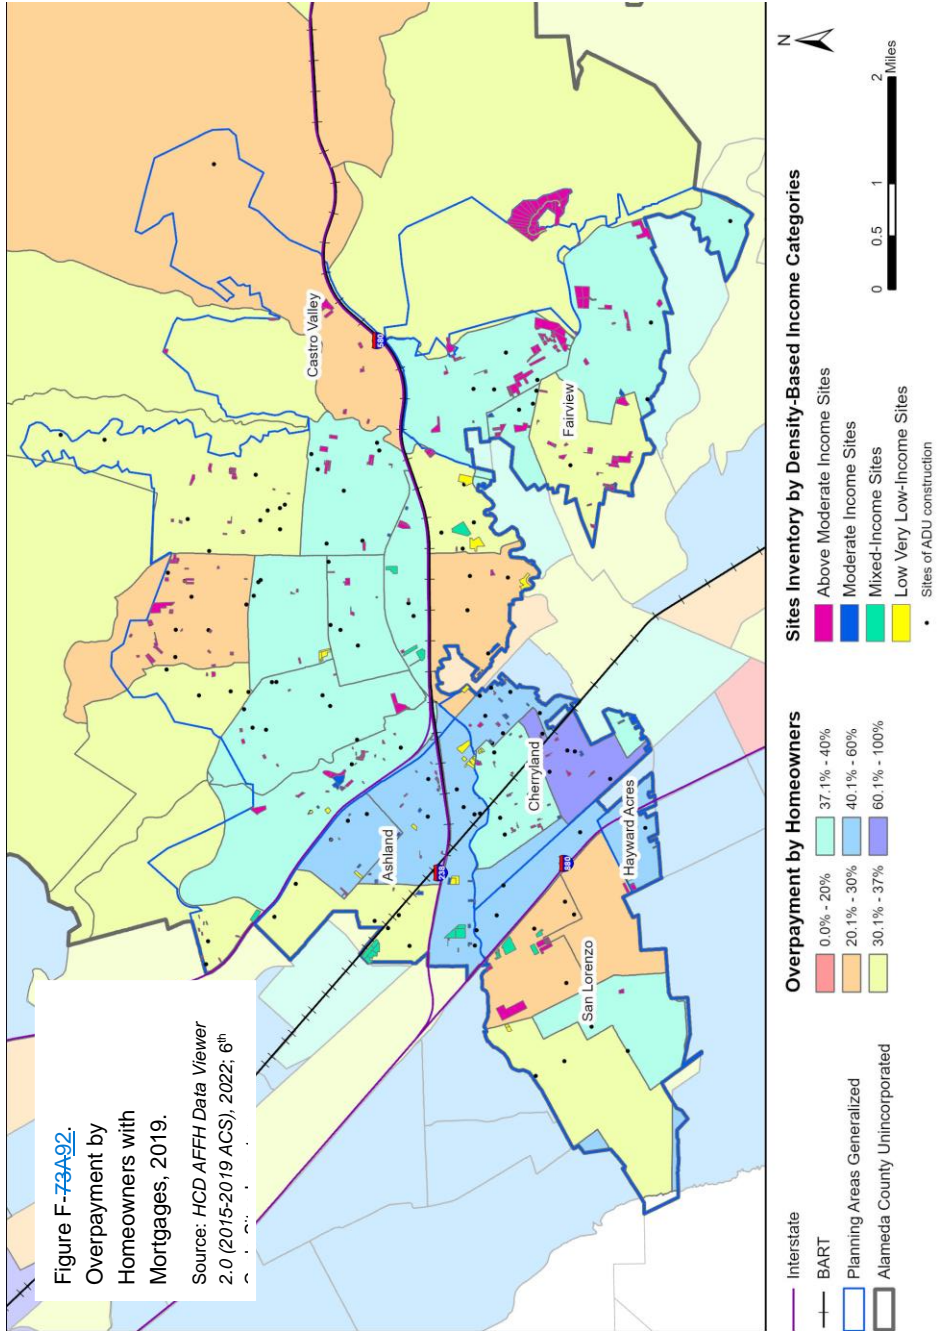 Figure F-73A92.
Overpayment by
Homeowners with
Mortgages, 2019.
Source: HCD AFFH Data Viewer
2.0 (2015-2019 ACS), 2022; 6th
Castro Valley
580
Fairview
Ashland
238
Cherryland
880
Hayward Acres
San Lorenzo
Interstate
BART
Planning Areas Generalized
Alameda County Unincorporated
Overpayment by Homeowners
0.0% - 20%
20.1% - 30%
30.1% - 37%
37.1% - 40%
40.1% - 60%
60.1% - 100%
Sites Inventory by Density-Based Income Categories
Above Moderate Income Sites
Moderate Income Sites
Mixed-Income Sites
Low Very Low-Income Sites
Sites of ADU construction
N
0 0.5 1 2
Miles